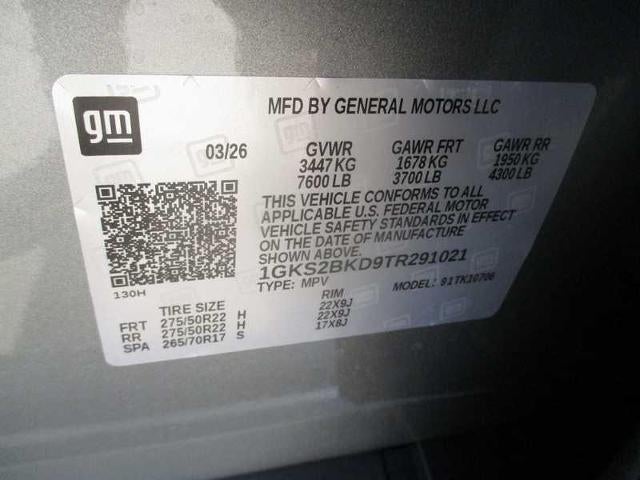 gm
MFD BY GENERAL MOTORS LLC
03/26 GVWR GAWR FRT GAWR RR
3447 KG 1678 KG 1950 KG
7600 LB 3700 LB 4300 LB
THIS VEHICLE CONFORMS TO ALL
APPLICABLE U.S. FEDERAL MOTOR
VEHICLE SAFETY STANDARDS IN EFFECT
ON THE DATE OF MANUFACTURE
SHOWN ABOVE.
1GKS2BKD9TR291021
130H TYPE: MPV MODEL: 91TK10706
TIRE SIZE RIM
FRT 275/50R22 H 22X9J
RR 275/50R22 H 22X9J
SPA 265/70R17 S 17X8J